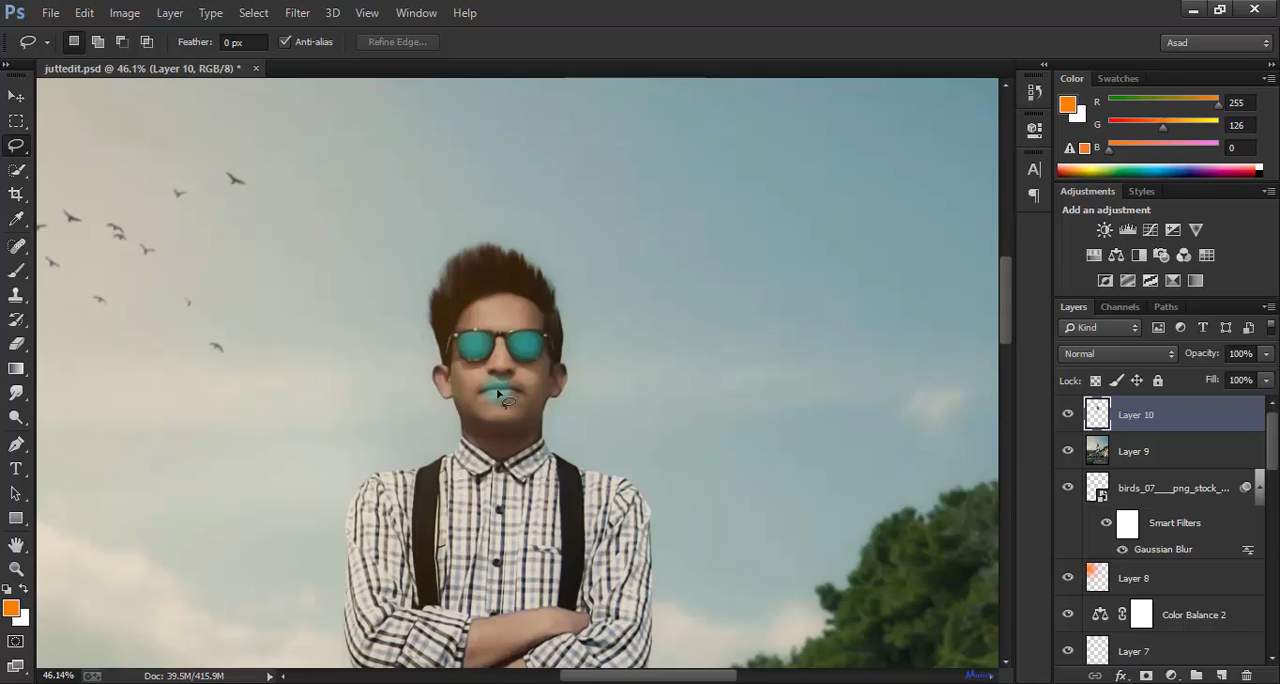 Ps File Edit Image Layer Type Select Filter 3D View Window Help
Feather: 0 px Anti-alias Refine Edge... Asad
juttedit.psd @ 46.1% (Layer 10, RGB/8) * ×
Color Swatches
R 255
G 126
B 0
Adjustments Styles
Add an adjustment
Layers Channels Paths
Kind
Normal Opacity: 100%
Lock: Fill: 100%
Layer 10
Layer 9
birds_07____png_stock_...
Smart Filters
Gaussian Blur
Layer 8
Color Balance 2
Layer 7
46.14% Doc: 39.5M/415.9M